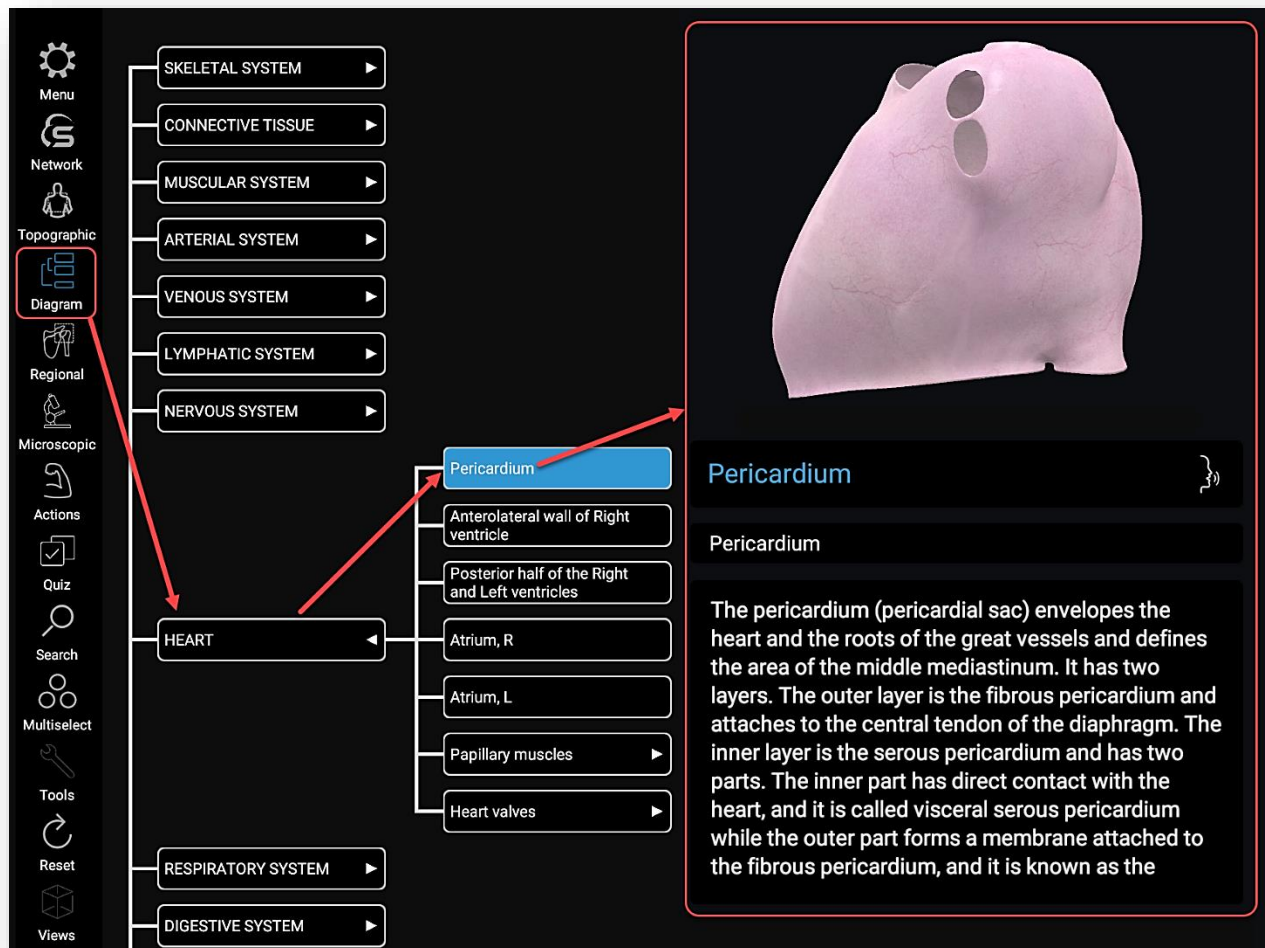 Menu
Network
Topographic
Diagram
Regional
Microscopic
Actions
Quiz
Search
Multiselect
Tools
Reset
Views
SKELETAL SYSTEM
CONNECTIVE TISSUE
MUSCULAR SYSTEM
ARTERIAL SYSTEM
VENOUS SYSTEM
LYMPHATIC SYSTEM
NERVOUS SYSTEM
HEART
RESPIRATORY SYSTEM
DIGESTIVE SYSTEM
Pericardium
Anterolateral wall of Right
ventricle
Posterior half of the Right
and Left ventricles
Atrium, R
Atrium, L
Papillary muscles
Heart valves
Pericardium
Pericardium
The pericardium (pericardial sac) envelopes the
heart and the roots of the great vessels and defines
the area of the middle mediastinum. It has two
layers. The outer layer is the fibrous pericardium and
attaches to the central tendon of the diaphragm. The
inner layer is the serous pericardium and has two
parts. The inner part has direct contact with the
heart, and it is called visceral serous pericardium
while the outer part forms a membrane attached to
the fibrous pericardium, and it is known as the